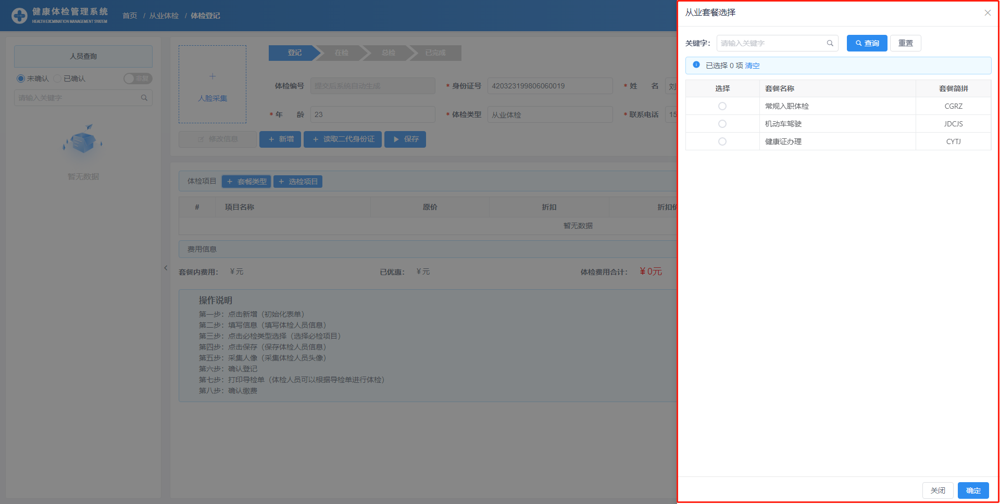 健康体检管理系统
HEALTH EXCMINATION MANAGEMENT SYATEM
首页 / 从业体检 / 体检登记
人员查询
未确认 已确认 非复
请输入关键字
暂无数据
人脸采集
登记 在检 总检 已完成
体检编号 提交后系统自动生成 * 身份证号 420323199806060019 * 姓 名 刘
* 年 龄 23 * 体检类型 从业体检 * 联系电话 15
修改信息 + 新增 + 读取二代身份证 保存
体检项目 + 套餐类型 + 选检项目
# 项目名称 原价 折扣 折扣价
暂无数据
费用信息
套餐内费用： ￥元 已优惠： ￥元 体检费用合计： ￥0元
操作说明
第一步：点击新增（初始化表单）
第二步：填写信息（填写体检人员信息）
第三步：点击必检类型选择（选择必检项目）
第四步：点击保存（保存体检人员信息）
第五步：采集人像（采集体检人员头像）
第六步：确认登记
第七步：打印导检单（体检人员可以根据导检单进行体检）
第八步：确认缴费
从业套餐选择
关键字： 请输入关键字 查询 重置
已选择 0 项 清空
选择 套餐名称 套餐简拼
常规入职体检 CGRZ
机动车驾驶 JDCJS
健康证办理 CYTJ
关闭 确定